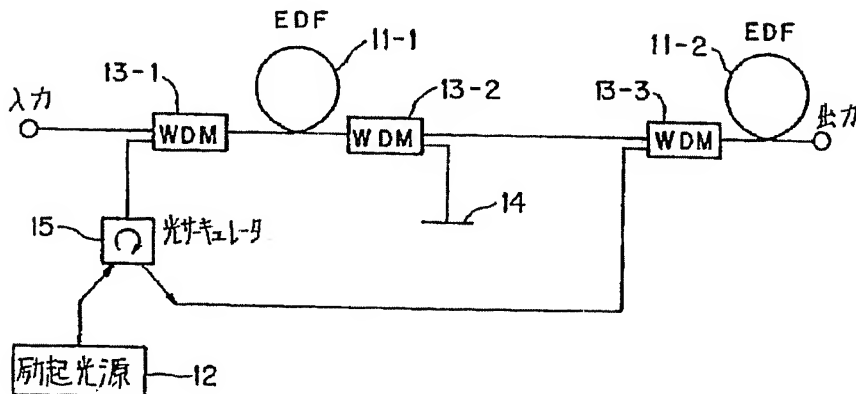 EDF
EDF
11-1
11-2
13-1
13-2
13-3
入力
WDM
WDM
WDM
出力
14
15
光サーキュレータ
励起光源
12